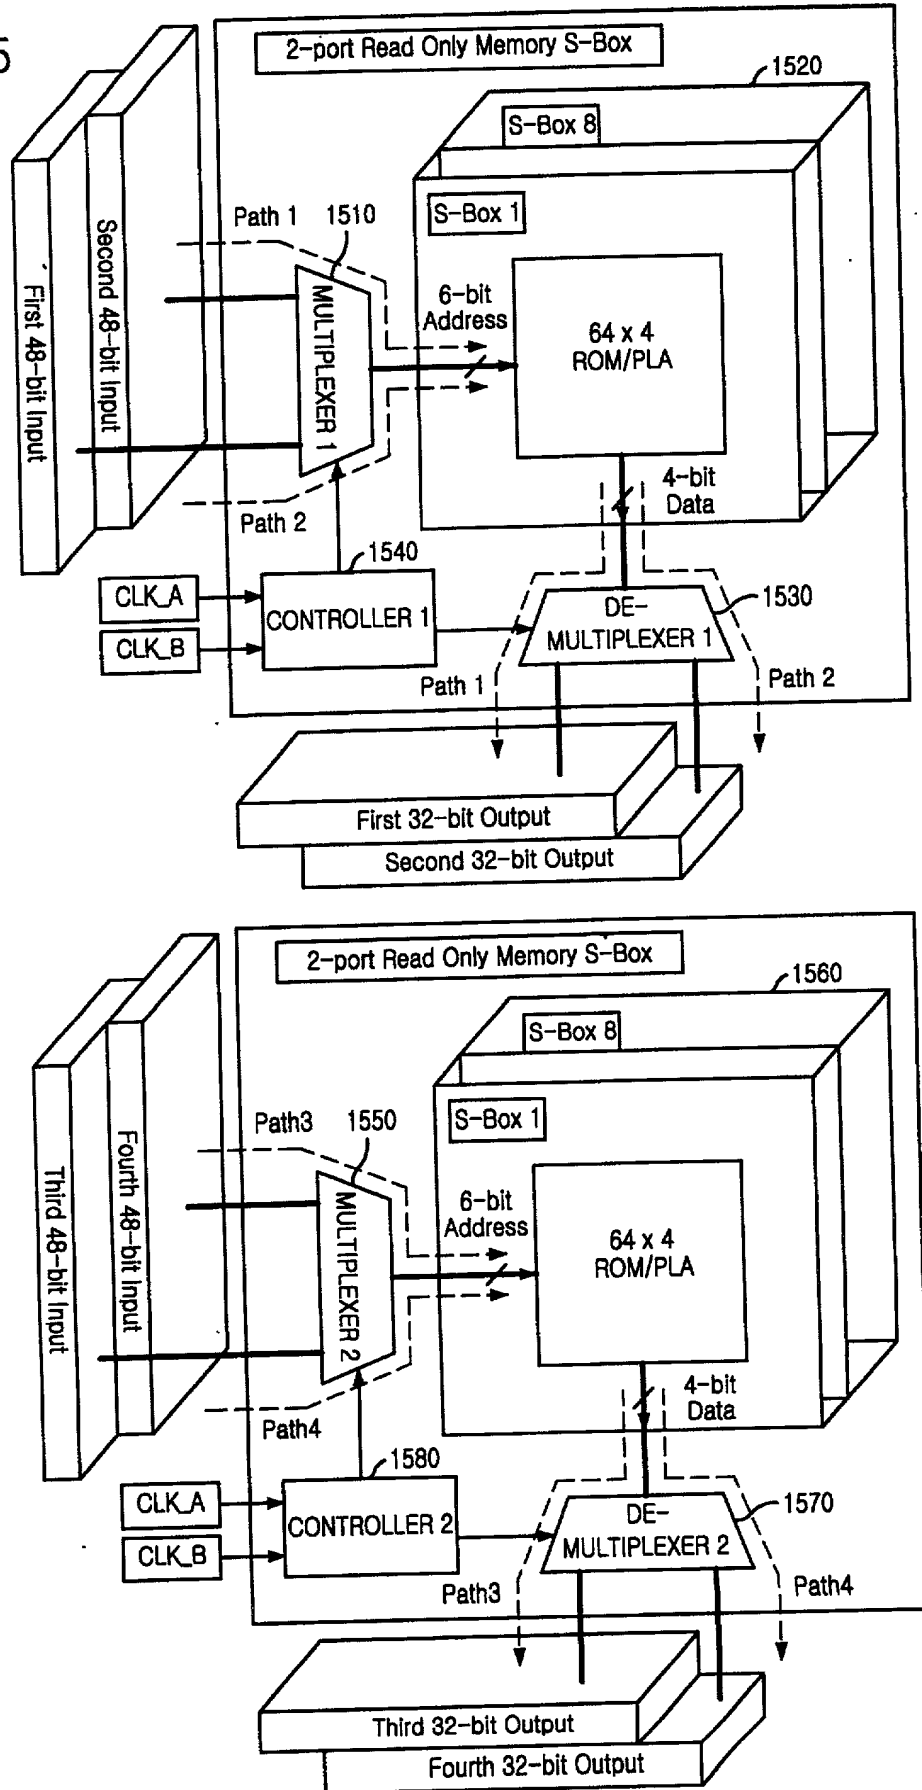 5
2-port Read Only Memory S-Box
1520
S-Box 8
S-Box 1
Path 1
1510
First 48-bit Input
Second 48-bit Input
MULTIPLEXER 1
6-bit
Address
64 x 4
ROM/PLA
Path 2
4-bit
Data
1540
CLK_A
CLK_B
CONTROLLER 1
DE-
MULTIPLEXER 1
1530
Path 1
Path 2
First 32-bit Output
Second 32-bit Output
2-port Read Only Memory S-Box
1560
S-Box 8
S-Box 1
Path3
1550
Third 48-bit Input
Fourth 48-bit Input
MULTIPLEXER 2
6-bit
Address
64 x 4
ROM/PLA
Path4
4-bit
Data
1580
CLK_A
CLK_B
CONTROLLER 2
DE-
MULTIPLEXER 2
1570
Path3
Path4
Third 32-bit Output
Fourth 32-bit Output